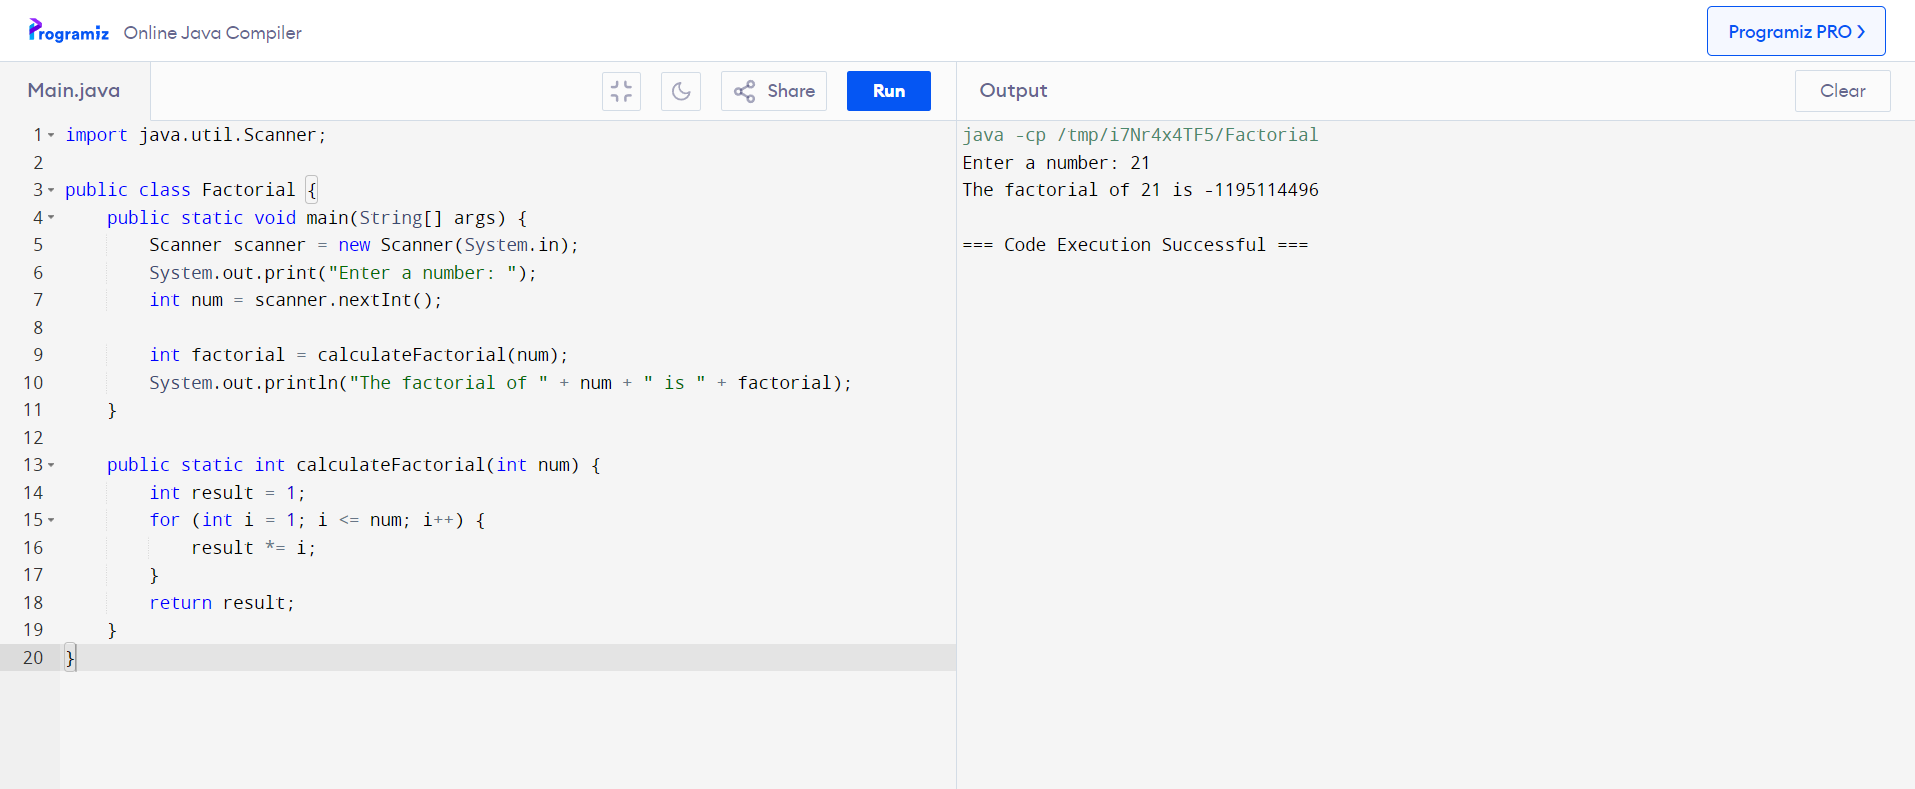 Programiz Online Java Compiler
Programiz PRO >
Main.java
Share
Run
Output
Clear
1 import java.util.Scanner;
2
3 public class Factorial {
4     public static void main(String[] args) {
5         Scanner scanner = new Scanner(System.in);
6         System.out.print("Enter a number: ");
7         int num = scanner.nextInt();
8
9         int factorial = calculateFactorial(num);
10         System.out.println("The factorial of " + num + " is " + factorial);
11     }
12
13     public static int calculateFactorial(int num) {
14         int result = 1;
15         for (int i = 1; i <= num; i++) {
16             result *= i;
17         }
18         return result;
19     }
20 }
java -cp /tmp/i7Nr4x4TF5/Factorial
Enter a number: 21
The factorial of 21 is -1195114496
=== Code Execution Successful ===